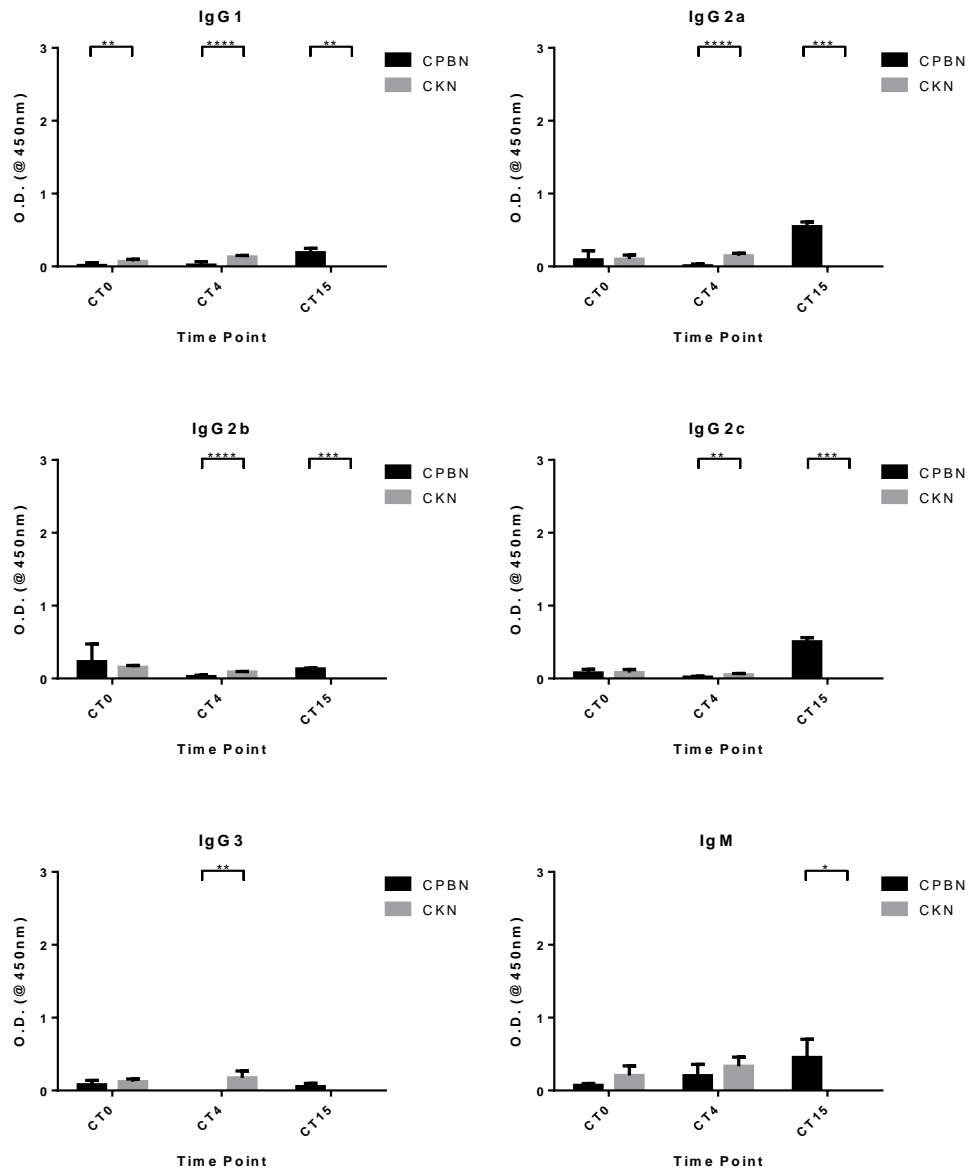 IgG1
** **** **
3
2
1
0
O.D. (@450nm)
CPBN
CKN
CT0 CT4 CT15
Time Point
IgG2a
**** ***
3
2
1
0
O.D. (@450nm)
CPBN
CKN
CT0 CT4 CT15
Time Point
IgG2b
**** ***
3
2
1
0
O.D. (@450nm)
CPBN
CKN
CT0 CT4 CT15
Time Point
IgG2c
** ***
3
2
1
0
O.D. (@450nm)
CPBN
CKN
CT0 CT4 CT15
Time Point
IgG3
**
3
2
1
0
O.D. (@450nm)
CPBN
CKN
CT0 CT4 CT15
Time Point
IgM
*
3
2
1
0
O.D. (@450nm)
CPBN
CKN
CT0 CT4 CT15
Time Point